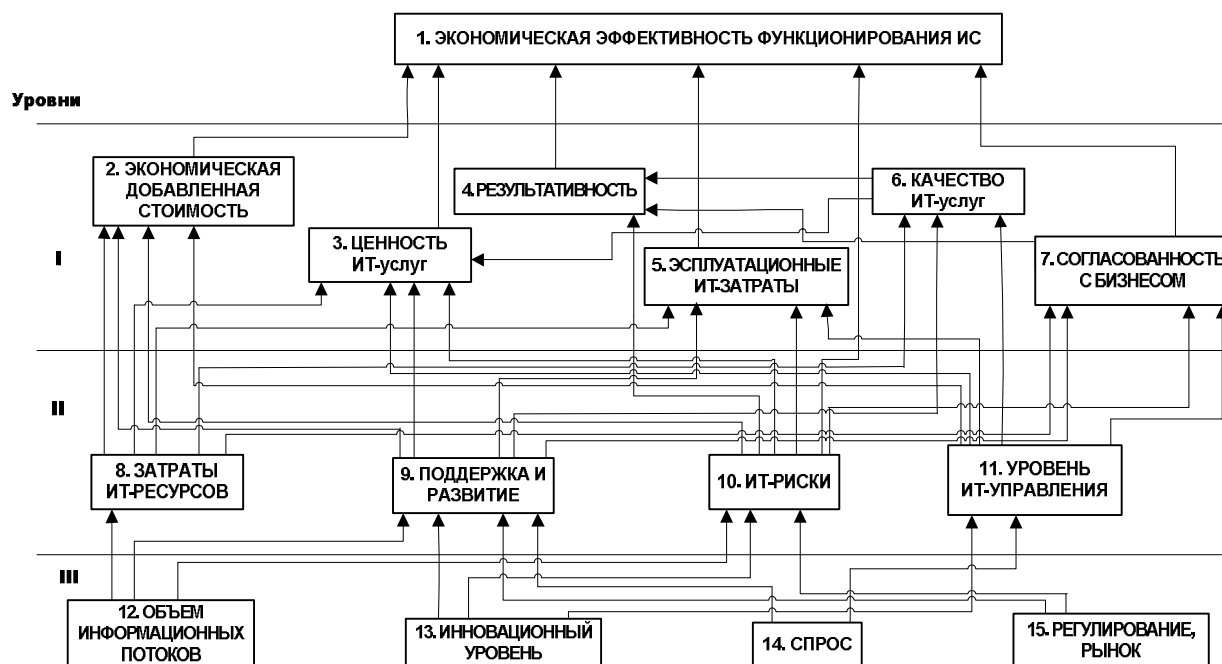 1. ЭКОНОМИЧЕСКАЯ ЭФФЕКТИВНОСТЬ ФУНКЦИОНИРОВАНИЯ ИС
Уровни
2. ЭКОНОМИЧЕСКАЯ
ДОБАВЛЕННАЯ
СТОИМОСТЬ
4. РЕЗУЛЬТАТИВНОСТЬ
6. КАЧЕСТВО
ИТ-услуг
I
3. ЦЕННОСТЬ
ИТ-услуг
5. ЭСПЛУАТАЦИОННЫЕ
ИТ-ЗАТРАТЫ
7. СОГЛАСОВАННОСТЬ
С БИЗНЕСОМ
II
8. ЗАТРАТЫ
ИТ-РЕСУРСОВ
9. ПОДДЕРЖКА И
РАЗВИТИЕ
10. ИТ-РИСКИ
11. УРОВЕНЬ
ИТ-УПРАВЛЕНИЯ
III
12. ОБЪЕМ
ИНФОРМАЦИОННЫХ
ПОТОКОВ
13. ИННОВАЦИОННЫЙ
УРОВЕНЬ
14. СПРОС
15. РЕГУЛИРОВАНИЕ,
РЫНОК